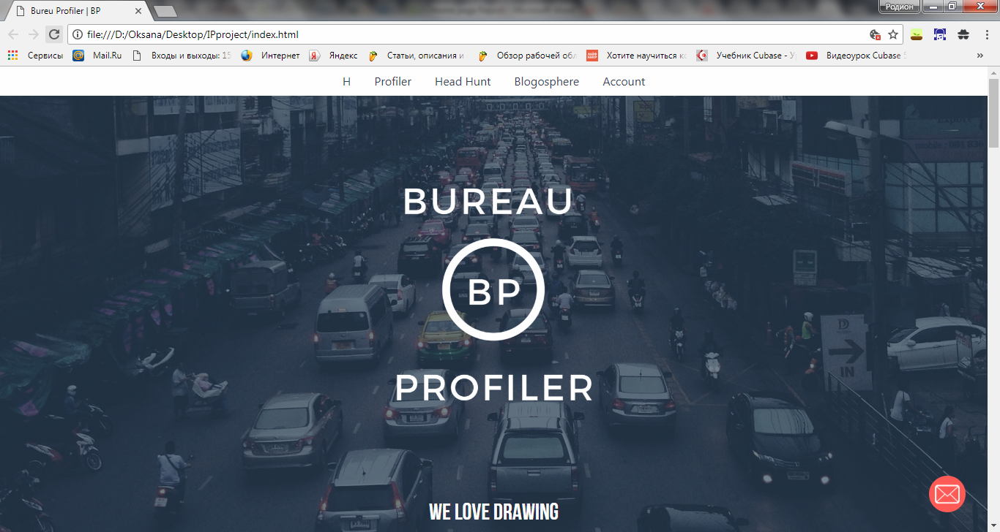 Bureu Profiler | BP
Родион
file:///D:/Oksana/Desktop/IPproject/index.html
Сервисы Mail.Ru Входы и выходы: 15 Интернет Яндекс Статьи, описания и Обзор рабочей обл Хотите научиться кс Учебник Cubase - Ур Видеоурок Cubase 5 »
H Profiler Head Hunt Blogosphere Account
BUREAU
BP
PROFILER
IN
WE LOVE DRAWING